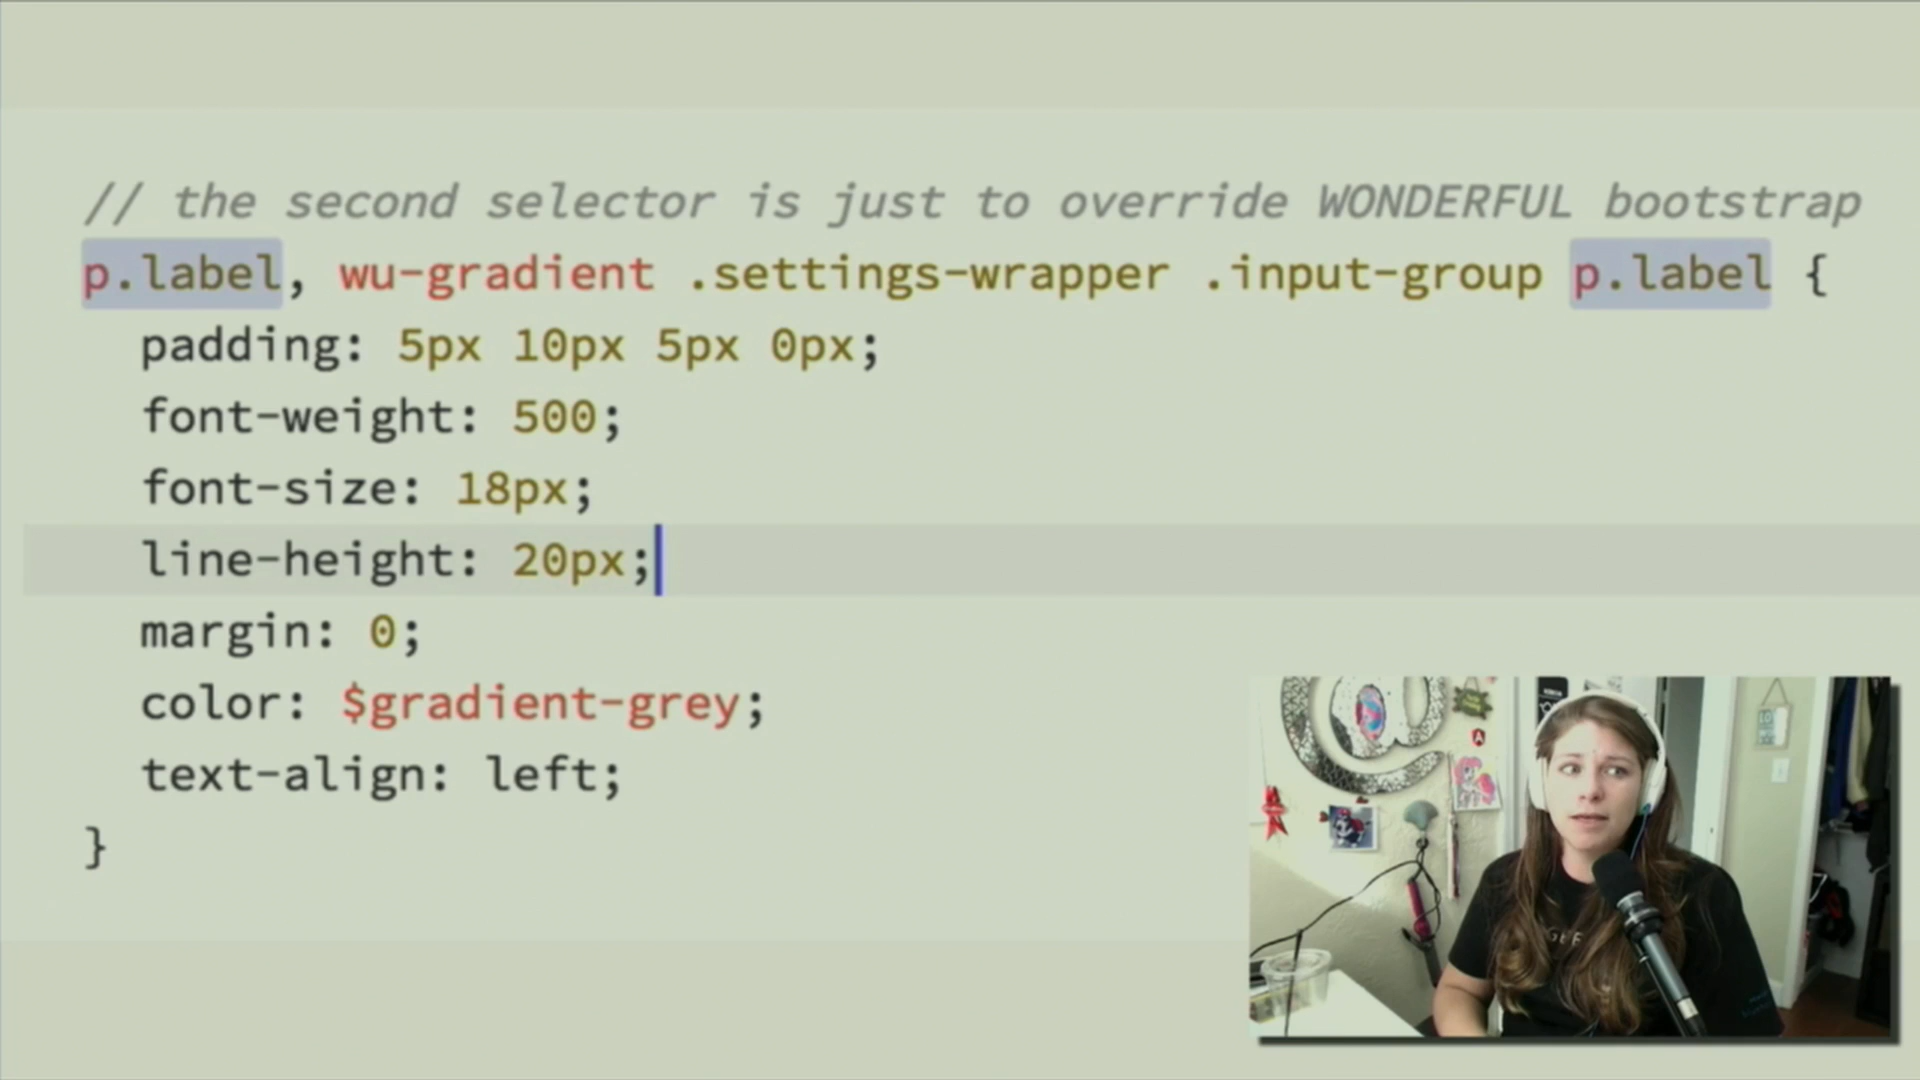 // the second selector is just to override WONDERFUL bootstrap
p.label, wu-gradient .settings-wrapper .input-group p.label {
padding: 5px 10px 5px 0px;
font-weight: 500;
font-size: 18px;
line-height: 20px;
margin: 0;
color: $gradient-grey;
text-align: left;
}